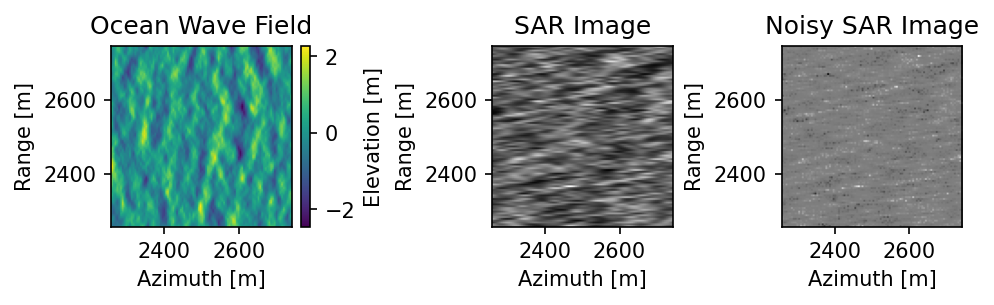 Ocean Wave Field
Range [m]
2600
2400
2400 2600
Azimuth [m]
2
0
−2
Elevation [m]
SAR Image
Range [m]
2600
2400
2400 2600
Azimuth [m]
Noisy SAR Image
Range [m]
2600
2400
2400 2600
Azimuth [m]